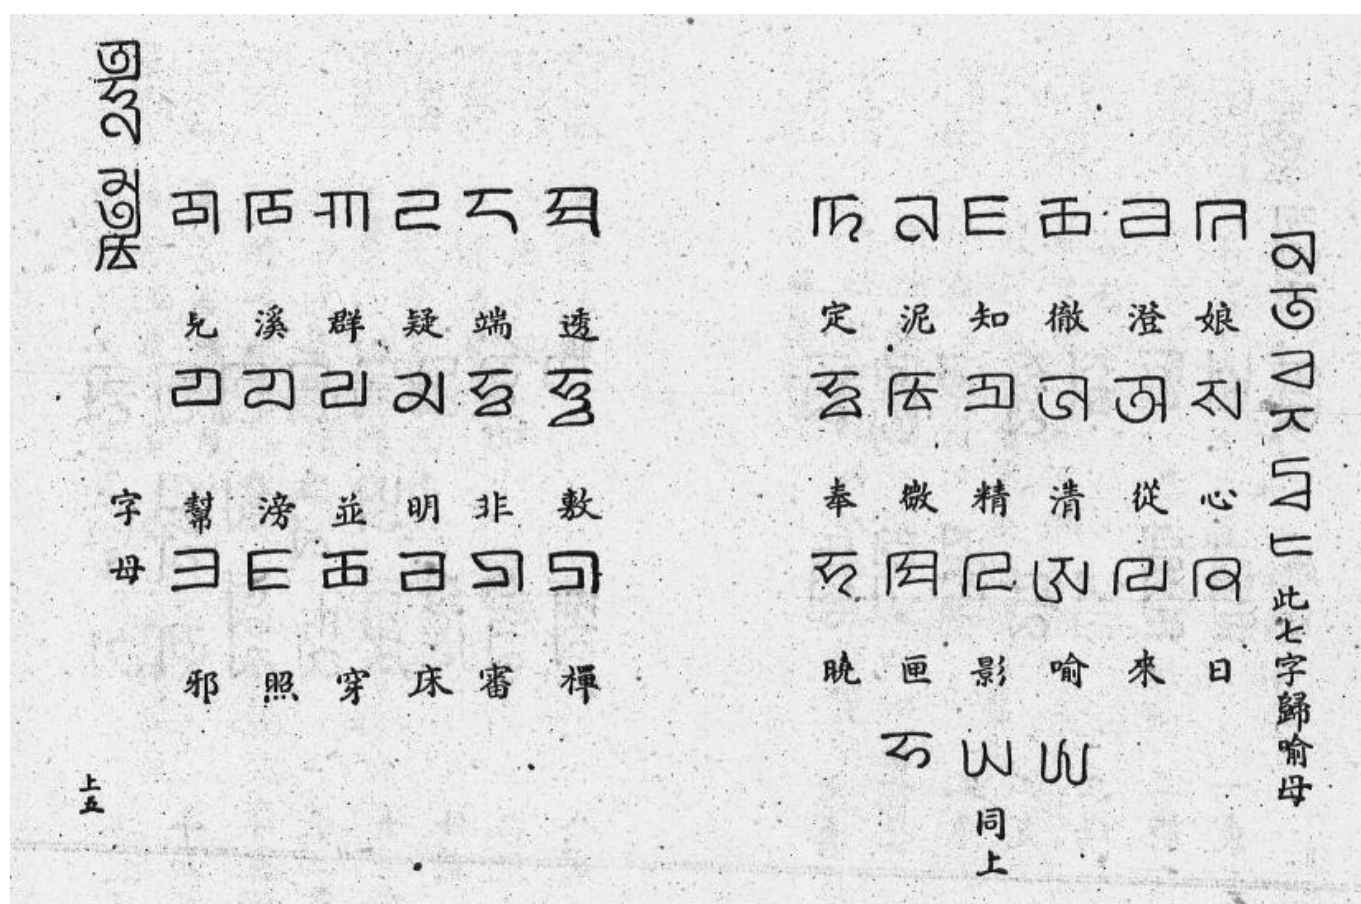 ꡐꡯꡞ ꡏꡟꡓ
字母
ꡂ ꡁ ꡀ ꡃ ꡊ ꡉ
見 溪 群 疑 端 透
ꡎ ꡍ ꡌ ꡏ ꡤ ꡰ
幫 滂 並 明 非 敷
ꡕ ꡆ ꡅ ꡄ ꡮ ꡚ
邪 照 穿 床 審 禪
上五
ꡈ ꡋ ꡆ ꡅ ꡄ ꡇ
定 泥 知 徹 澄 娘
ꡤ ꡓ ꡒ ꡑ ꡐ ꡛ
奉 微 精 清 從 心
ꡜ ꡣ ꡖ ꡝ ꡙ ꡔ
曉 匣 影 喻 來 日
ꡯ ꡗ ꡭ
同上
ꡞ ꡟ ꡦ ꡡ 此七字歸喻母